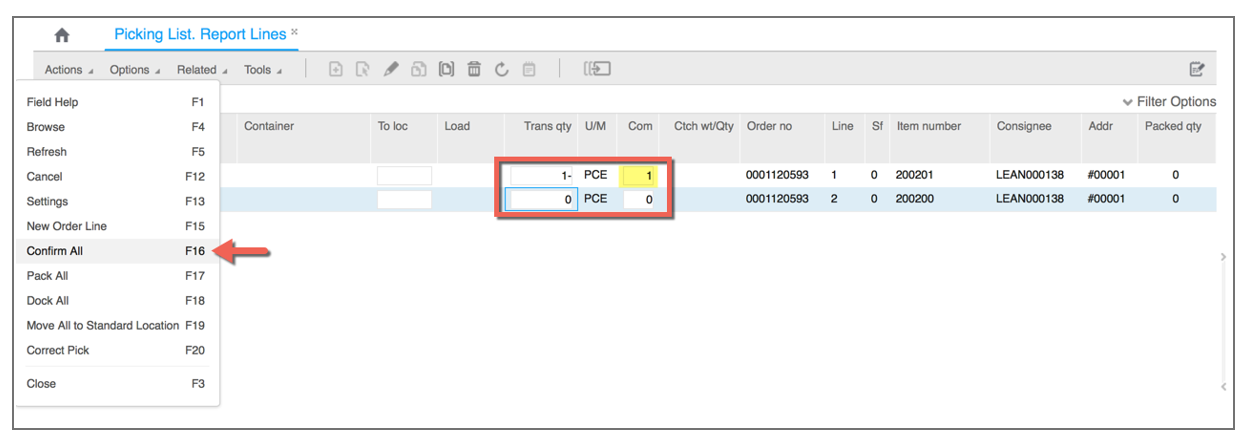 Picking List. Report Lines ×
Actions Options Related Tools
Filter Options
Field Help F1
Browse F4
Refresh F5
Cancel F12
Settings F13
New Order Line F15
Confirm All F16
Pack All F17
Dock All F18
Move All to Standard Location F19
Correct Pick F20
Close F3
Container To loc Load Trans qty U/M Com Ctch wt/Qty Order no Line Sf Item number Consignee Addr Packed qty
1- PCE 1 0001120593 1 0 200201 LEAN000138 #00001 0
0 PCE 0 0001120593 2 0 200200 LEAN000138 #00001 0